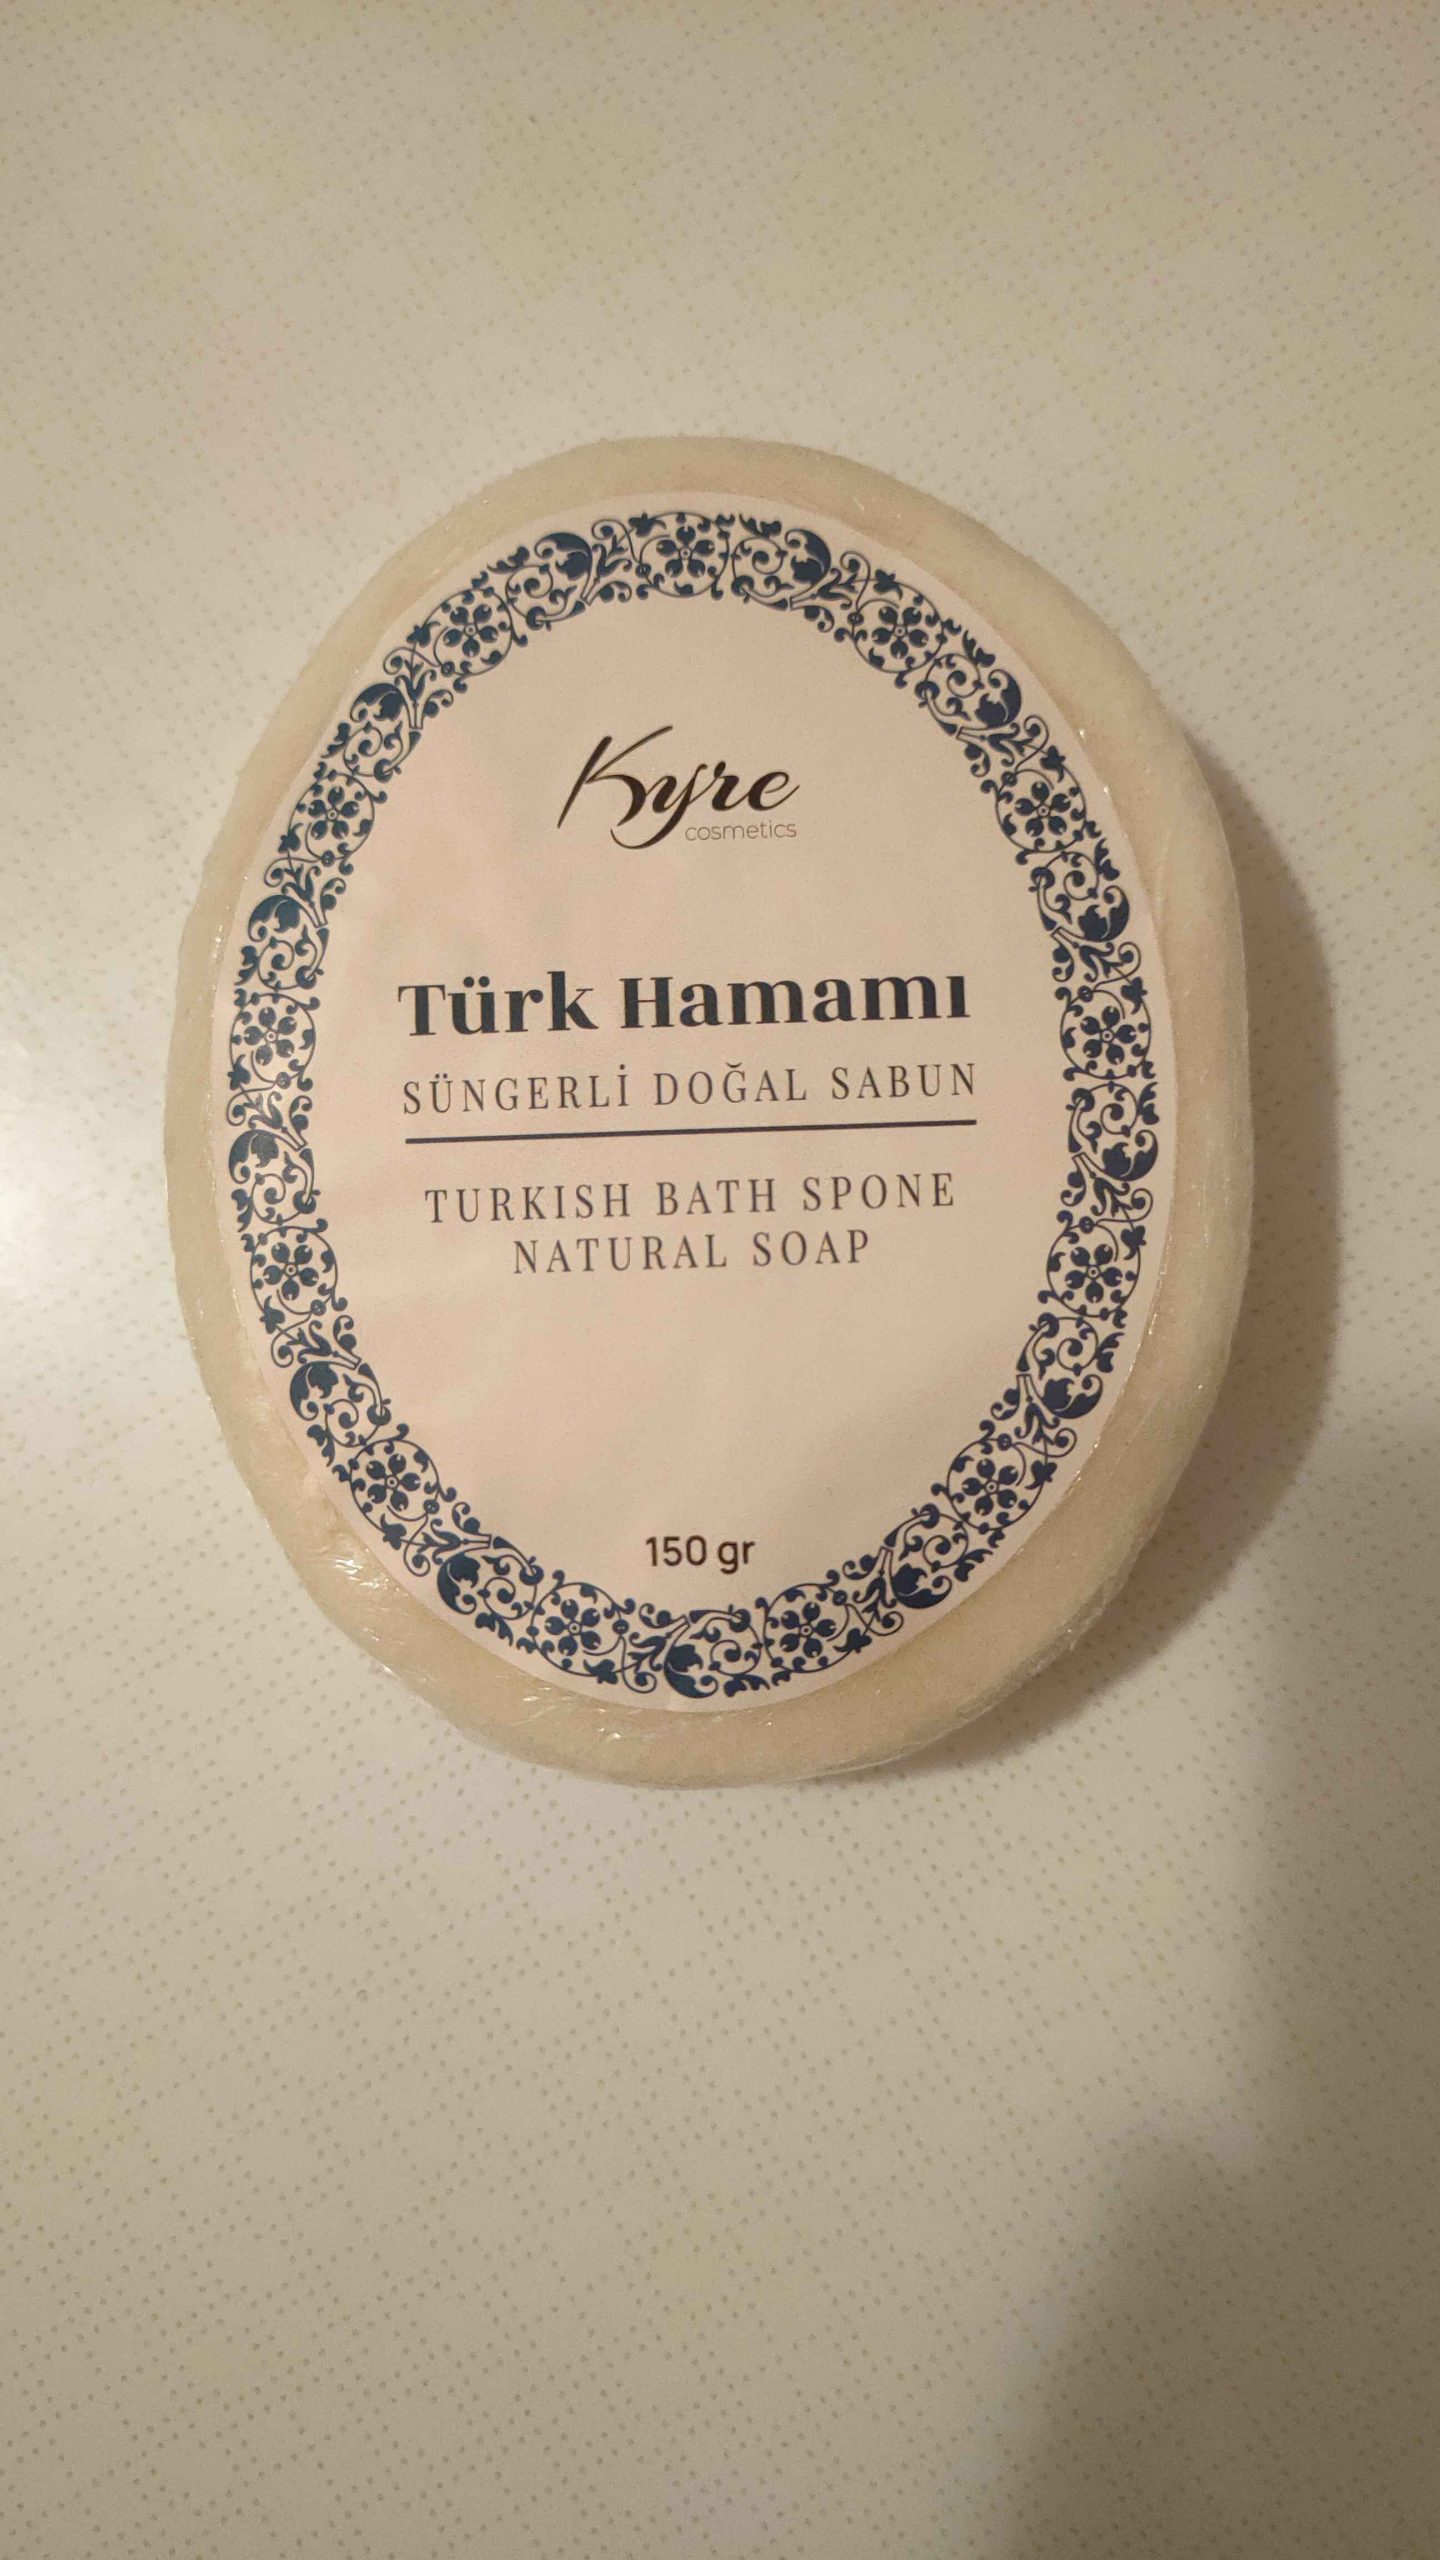 Kyre
cosmetics
Türk Hamamı
SÜNGERLİ DOĞAL SABUN
TURKISH BATH SPONE
NATURAL SOAP
150 gr